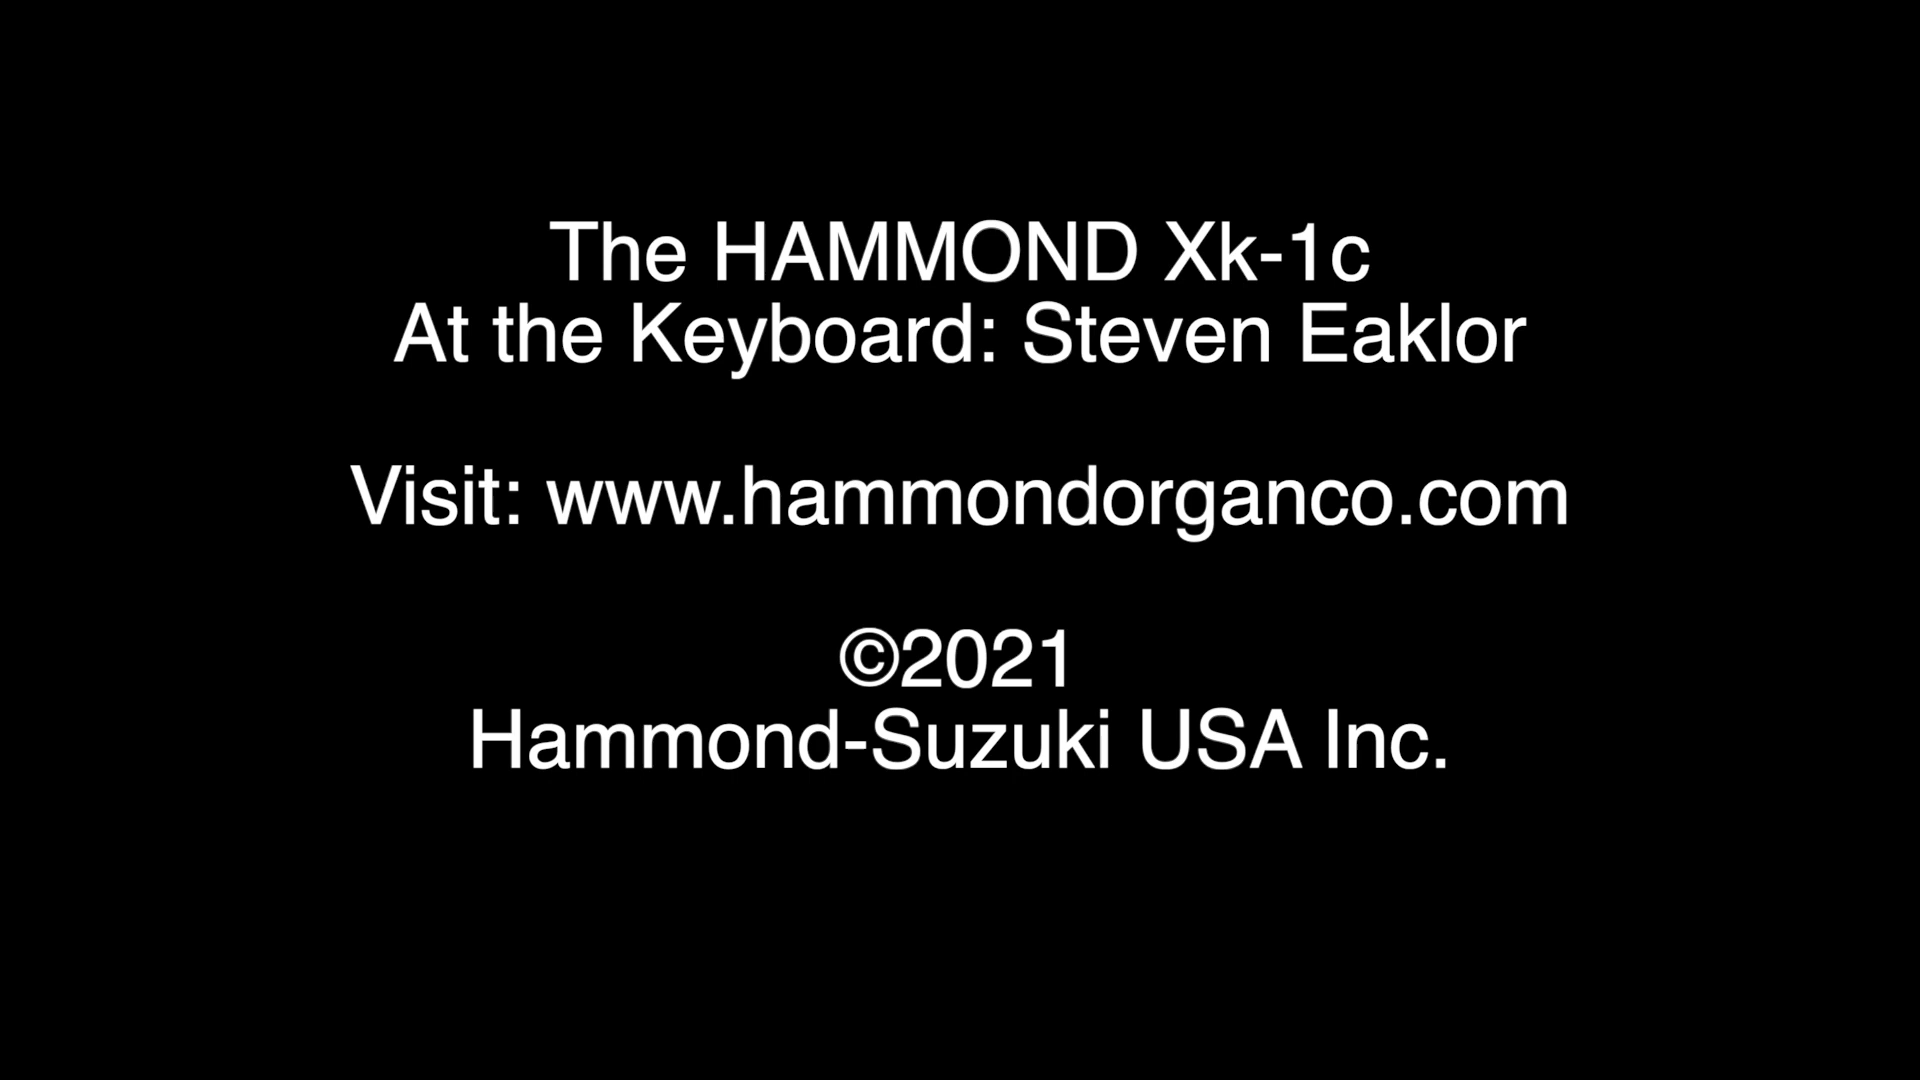 The HAMMOND Xk-1c
At the Keyboard: Steven Eaklor
Visit: www.hammondorganco.com
©2021
Hammond-Suzuki USA Inc.